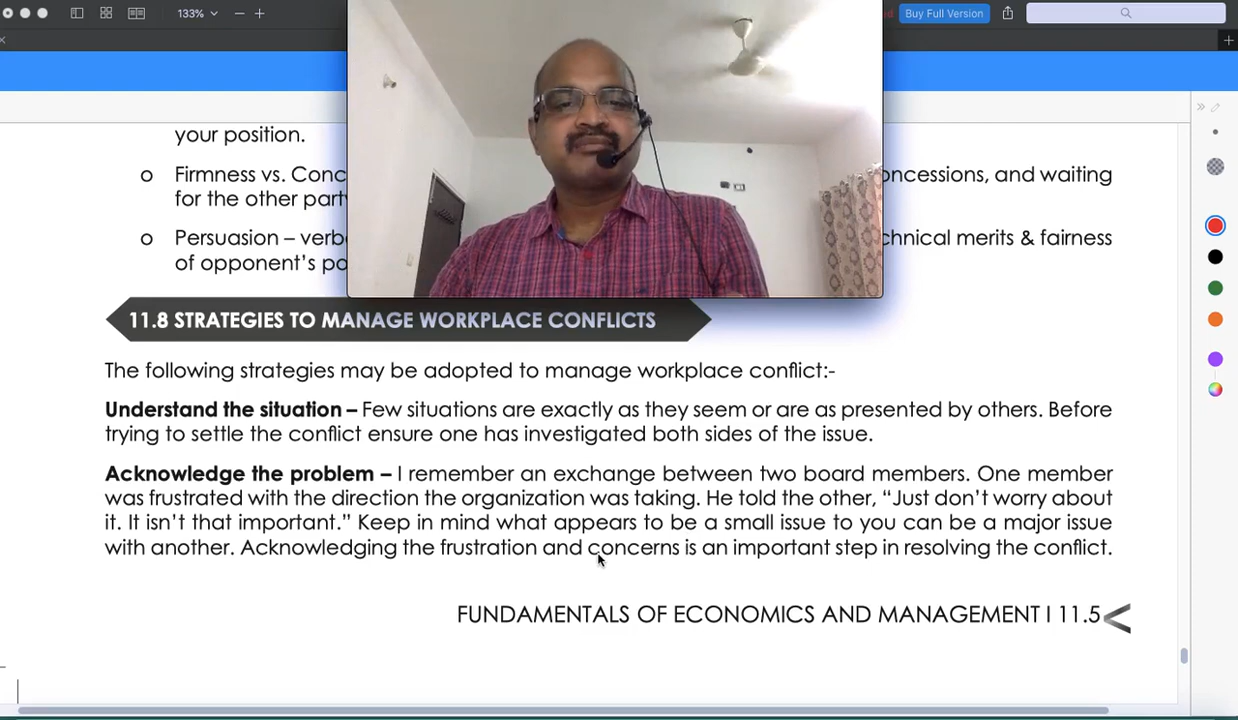 133%
Buy Full Version
your position.
o Firmness vs. oncessions, and waiting
for the other
o Persuasion – chnical merits & fairness
of opponent's
11.8 STRATEGIES TO MANAGE WORKPLACE CONFLICTS
The following strategies may be adopted to manage workplace conflict:-
Understand the situation – Few situations are exactly as they seem or are as presented by others. Before
trying to settle the conflict ensure one has investigated both sides of the issue.
Acknowledge the problem – I remember an exchange between two board members. One member
was frustrated with the direction the organization was taking. He told the other, “Just don't worry about
it. It isn't that important.” Keep in mind what appears to be a small issue to you can be a major issue
with another. Acknowledging the frustration and concerns is an important step in resolving the conflict.
FUNDAMENTALS OF ECONOMICS AND MANAGEMENT I 11.5